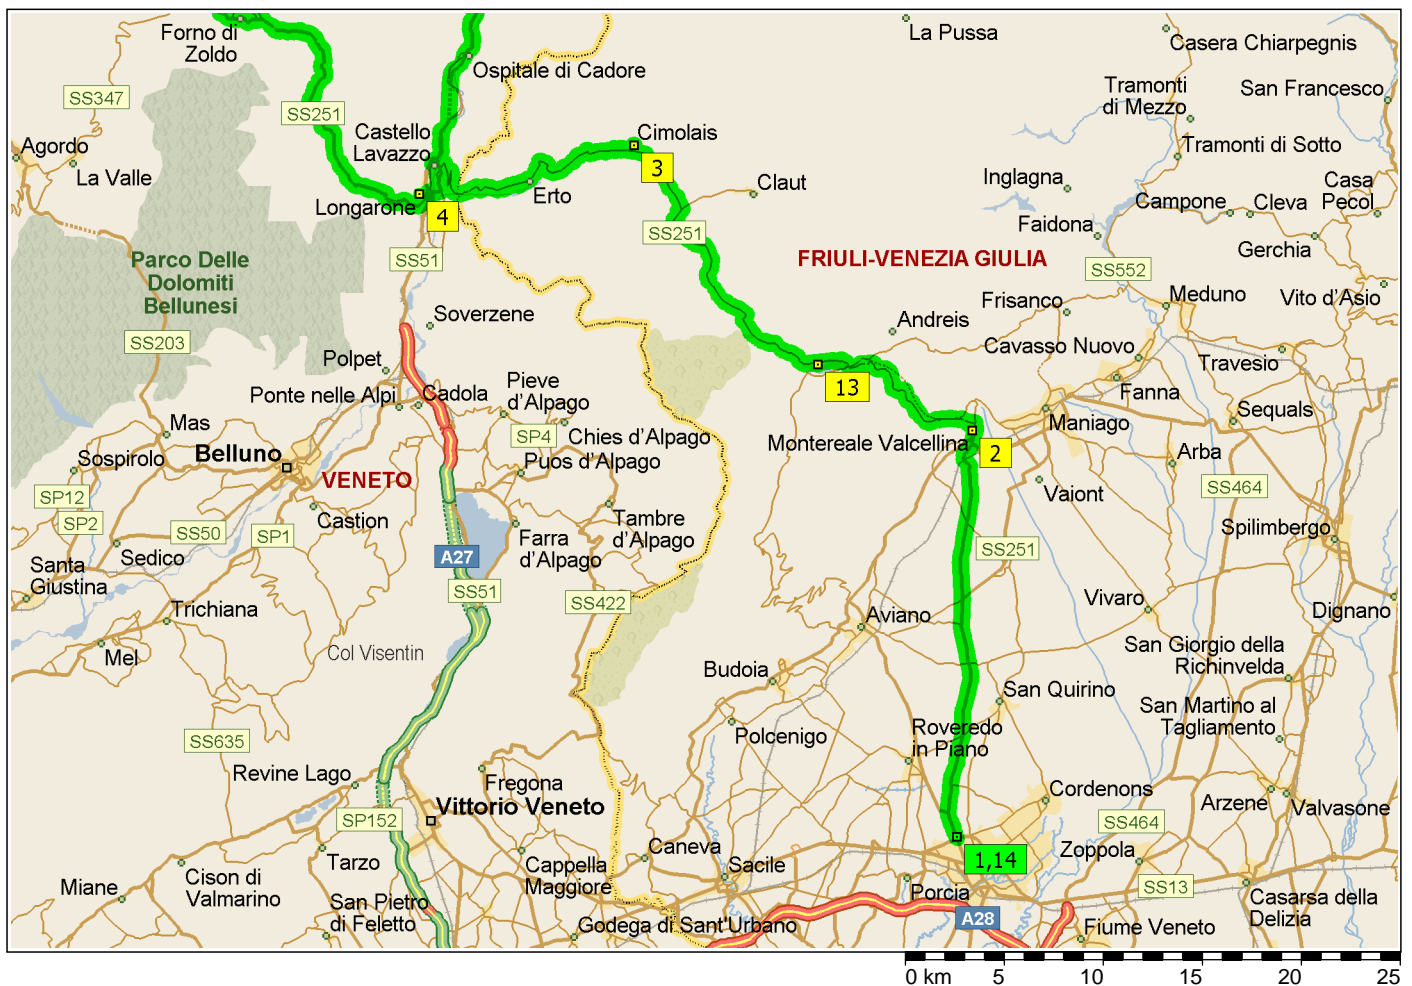 La Pussa
Forno di
Zoldo
Casera Chiarpegnis
Ospitale di Cadore
Tramonti
di Mezzo
San Francesco
SS347
SS251
Castello
Lavazzo
Cimolais
Tramonti di Sotto
Agordo
La Valle
3
Claut
Inglagna
Casa
Pecol
Erto
Longarone
4
Campone
Cleva
Faidona
SS251
Gerchia
SS51
Parco Delle
Dolomiti
Bellunesi
FRIULI-VENEZIA GIULIA
SS552
Meduno
Vito d'Asio
Frisanco
Soverzene
Andreis
SS203
Cavasso Nuovo
Travesio
Polpet
13
Fanna
Pieve
d'Alpago
Ponte nelle Alpi
Cadola
Sequals
Mas
SP4
Chies d'Alpago
Maniago
Montereale Valcellina
2
Belluno
Sospirolo
Puos d'Alpago
Arba
VENETO
SS464
SP12
Vaiont
SP2
Castion
Tambre
d'Alpago
SS50
SP1
Spilimbergo
Farra
d'Alpago
SS251
A27
Sedico
Santa
Giustina
SS51
SS422
Vivaro
Trichiana
Aviano
Dignano
San Giorgio della
Richinvelda
Mel
Col Visentin
Budoia
San Quirino
San Martino al
Tagliamento
SS635
Polcenigo
Roveredo
in Piano
Revine Lago
Fregona
Cordenons
Vittorio Veneto
Arzene
Valvasone
SP152
SS464
Caneva
Zoppola
Tarzo
Cappella
Maggiore
Sacile
1,14
Cison di
Valmarino
Miane
Porcia
SS13
Casarsa della
Delizia
San Pietro
di Feletto
Godega di Sant'Urbano
A28
Fiume Veneto
0 km 5 10 15 20 25